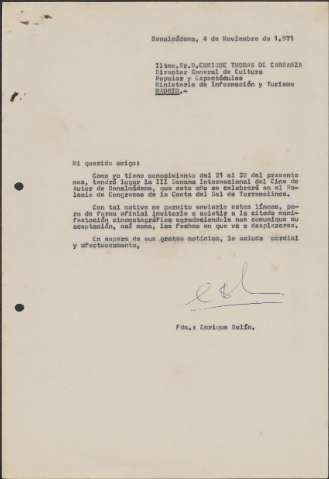 Benalmádena, 4 de Noviembre de 1.971
Iltmo.Sr.D.ENRIQUE THOMAS DE CARRANZA
Director General de Cultura
Popular y Espectáculos
Ministerio de Información y Turismo
MADRID.-
Mi querido amigo:
Como ya tiene conocimiento del 21 al 28 del presente
mes, tendrá lugar la III Semana Internacional del Cine de
Autor de Benalmádena, que este año se celebrará en el Pa-
lacio de Congresos de la Costa del Sol de Torremolinos.
Con tal motivo me permito enviarle estas líneas, pa-
ra de forma oficial invitarle a asistir a la citada mani-
festación cinematográfica agradeciendole nos comunique su
aceptación, así como, las fechas en que va a desplazarse.
En espera de sus gratas noticias, le saluda cordial
y afectuosamente,
Fdo.: Enrique Bolín.